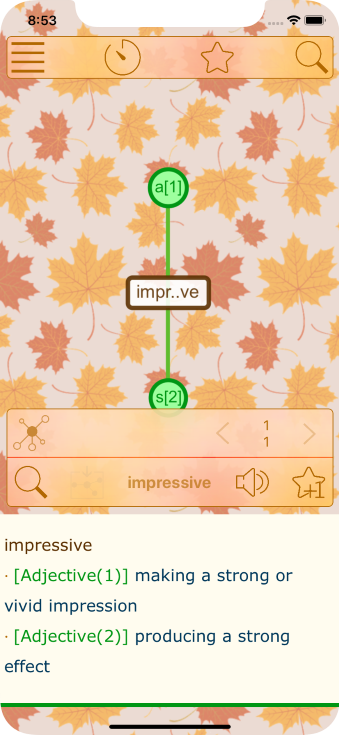 8:53
a[1]
impr..ve
s[2]
1
1
impressive
+1
impressive
· [Adjective(1)] making a strong or
vivid impression
· [Adjective(2)] producing a strong
effect